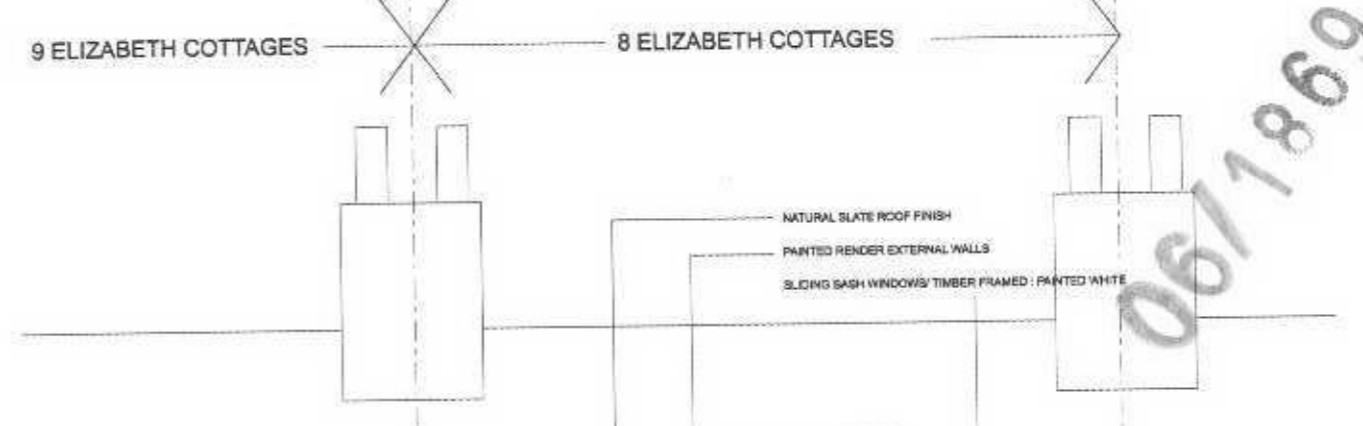 9 ELIZABETH COTTAGES
8 ELIZABETH COTTAGES
NATURAL SLATE ROOF FINISH
PAINTED RENDER EXTERNAL WALLS
SLIDING SASH WINDOWS/ TIMBER FRAMED : PAINTED WHITE
06/1869